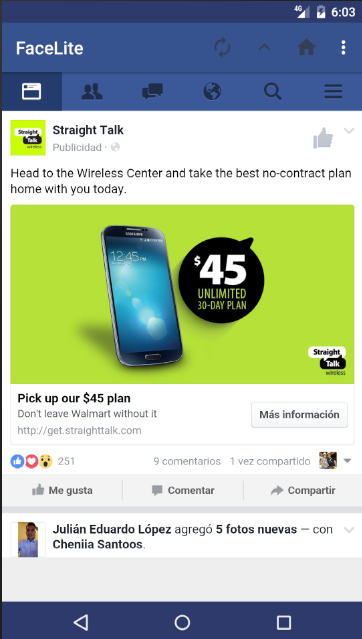 4G 6:03
FaceLite
Straight Talk
Straight
Talk
wireless
Publicidad ·
Head to the Wireless Center and take the best no-contract plan
home with you today.
SAMSUNG
12:45 PM
$45
UNLIMITED
30-DAY PLAN
Straight
Talk
wireless
Pick up our $45 plan
Don't leave Walmart without it
http://get.straighttalk.com
Más información
251 9 comentarios 1 vez compartido
Me gusta Comentar Compartir
Julián Eduardo López agregó 5 fotos nuevas — con
Cheniia Santoos.